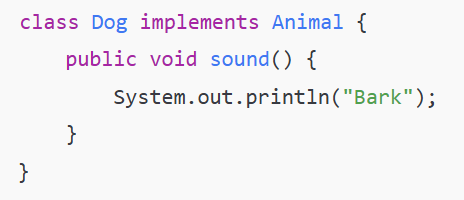 class Dog implements Animal {
    public void sound() {
        System.out.println("Bark");
    }
}